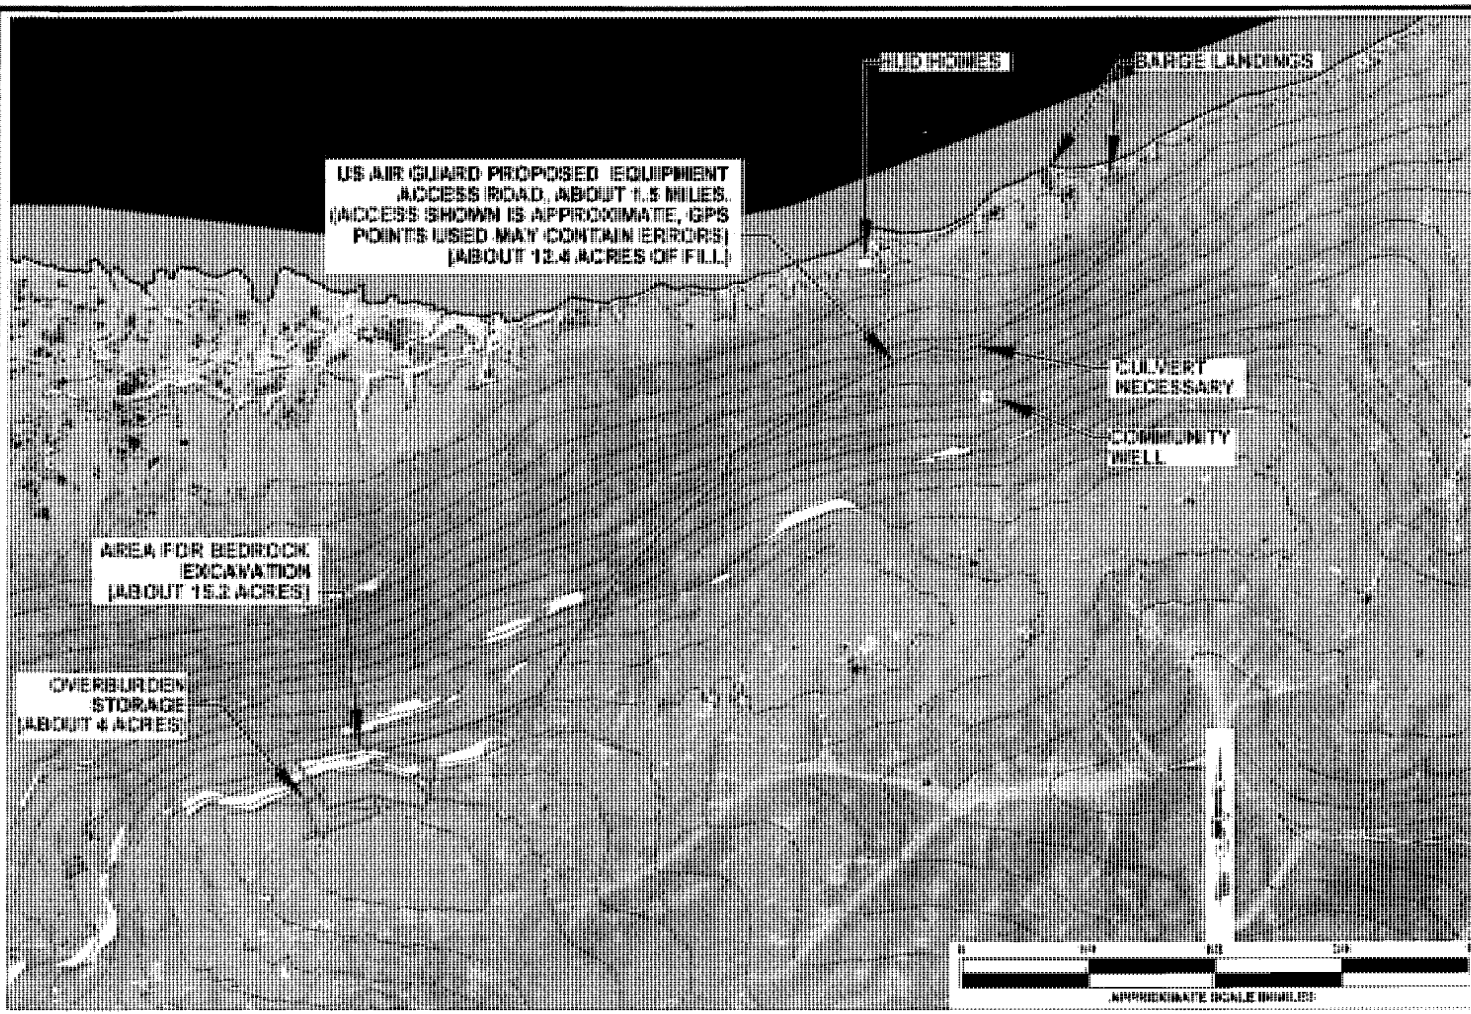 HUD HOMES
BARGE LANDINGS
US AIR GUARD PROPOSED EQUIPMENT
ACCESS ROAD, ABOUT 1.5 MILES.
(ACCESS SHOWN IS APPROXIMATE, GPS
POINTS USED MAY CONTAIN ERRORS)
(ABOUT 12.4 ACRES OF FILL)
CULVERT
NECESSARY
COMMUNITY
WELL
AREA FOR BEDROCK
EXCAVATION
(ABOUT 15.2 ACRES)
OVERBURDEN
STORAGE
(ABOUT 4 ACRES)
0
APPROXIMATE SCALE IN MILES